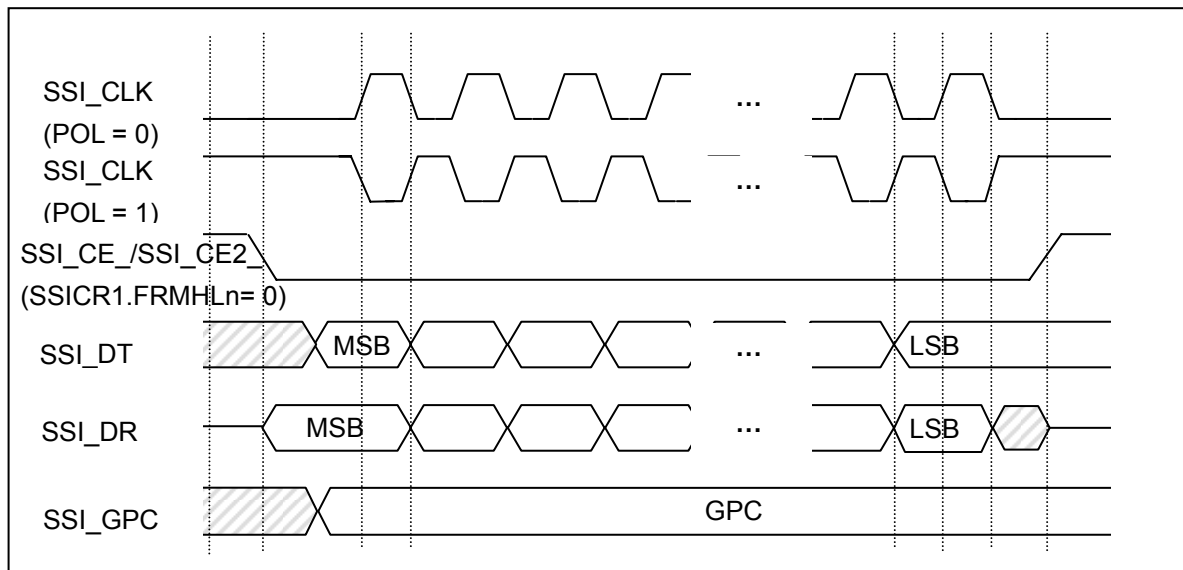 SSI_CLK
(POL = 0)
...
SSI_CLK
(POL = 1)
...
SSI_CE_/SSI_CE2_
(SSICR1.FRMHLn= 0)
SSI_DT MSB ... LSB
SSI_DR MSB ... LSB
SSI_GPC GPC